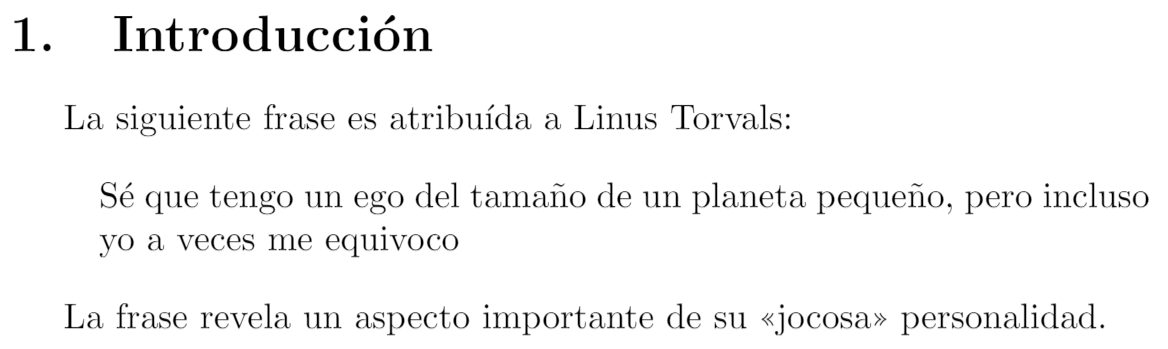 1. Introducción
La siguiente frase es atribuída a Linus Torvals:
Sé que tengo un ego del tamaño de un planeta pequeño, pero incluso
yo a veces me equivoco
La frase revela un aspecto importante de su «jocosa» personalidad.